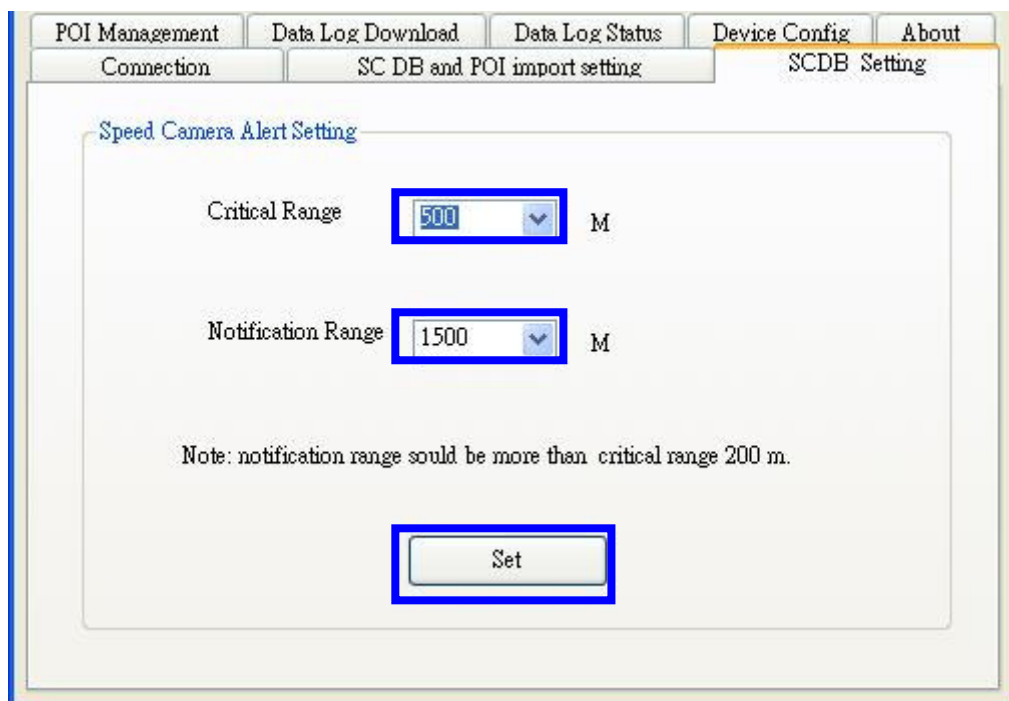 POI Management Data Log Download Data Log Status Device Config About
Connection SC DB and POI import setting SCDB Setting
Speed Camera Alert Setting
Critical Range 500 M
Notification Range 1500 M
Note: notification range sould be more than critical range 200 m.
Set